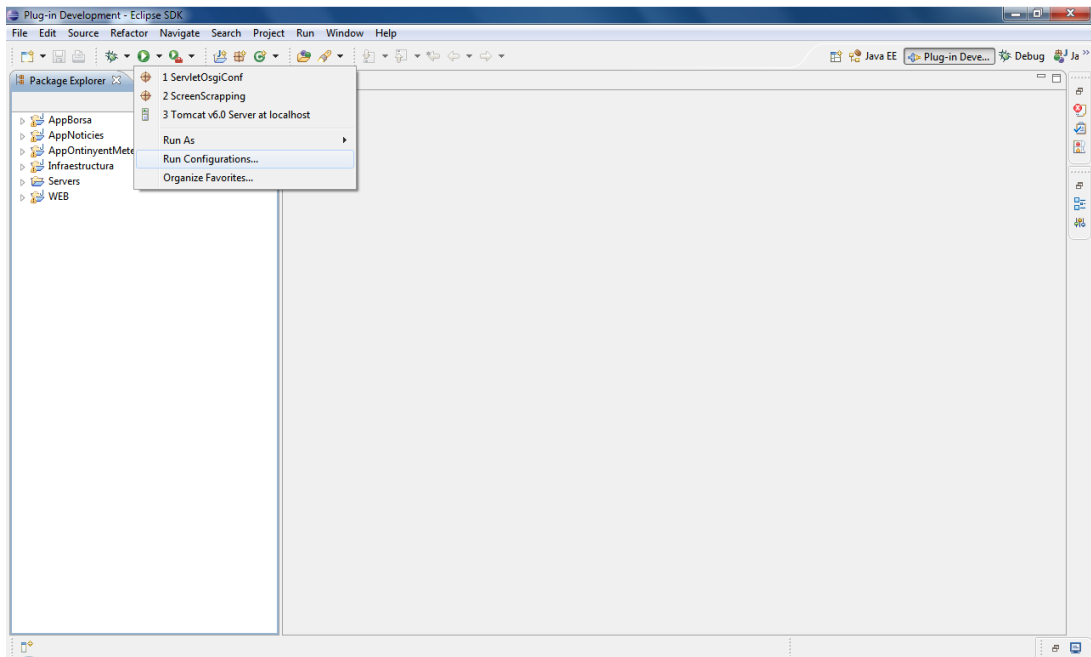 Plug-in Development - Eclipse SDK
File Edit Source Refactor Navigate Search Project Run Window Help
Java EE Plug-in Deve... Debug Ja
Package Explorer
1 ServletOsgiConf
2 ScreenScrapping
3 Tomcat v6.0 Server at localhost
Run As
Run Configurations...
Organize Favorites...
AppBorsa
AppNoticies
AppOntinyentMete
Infraestructura
Servers
WEB